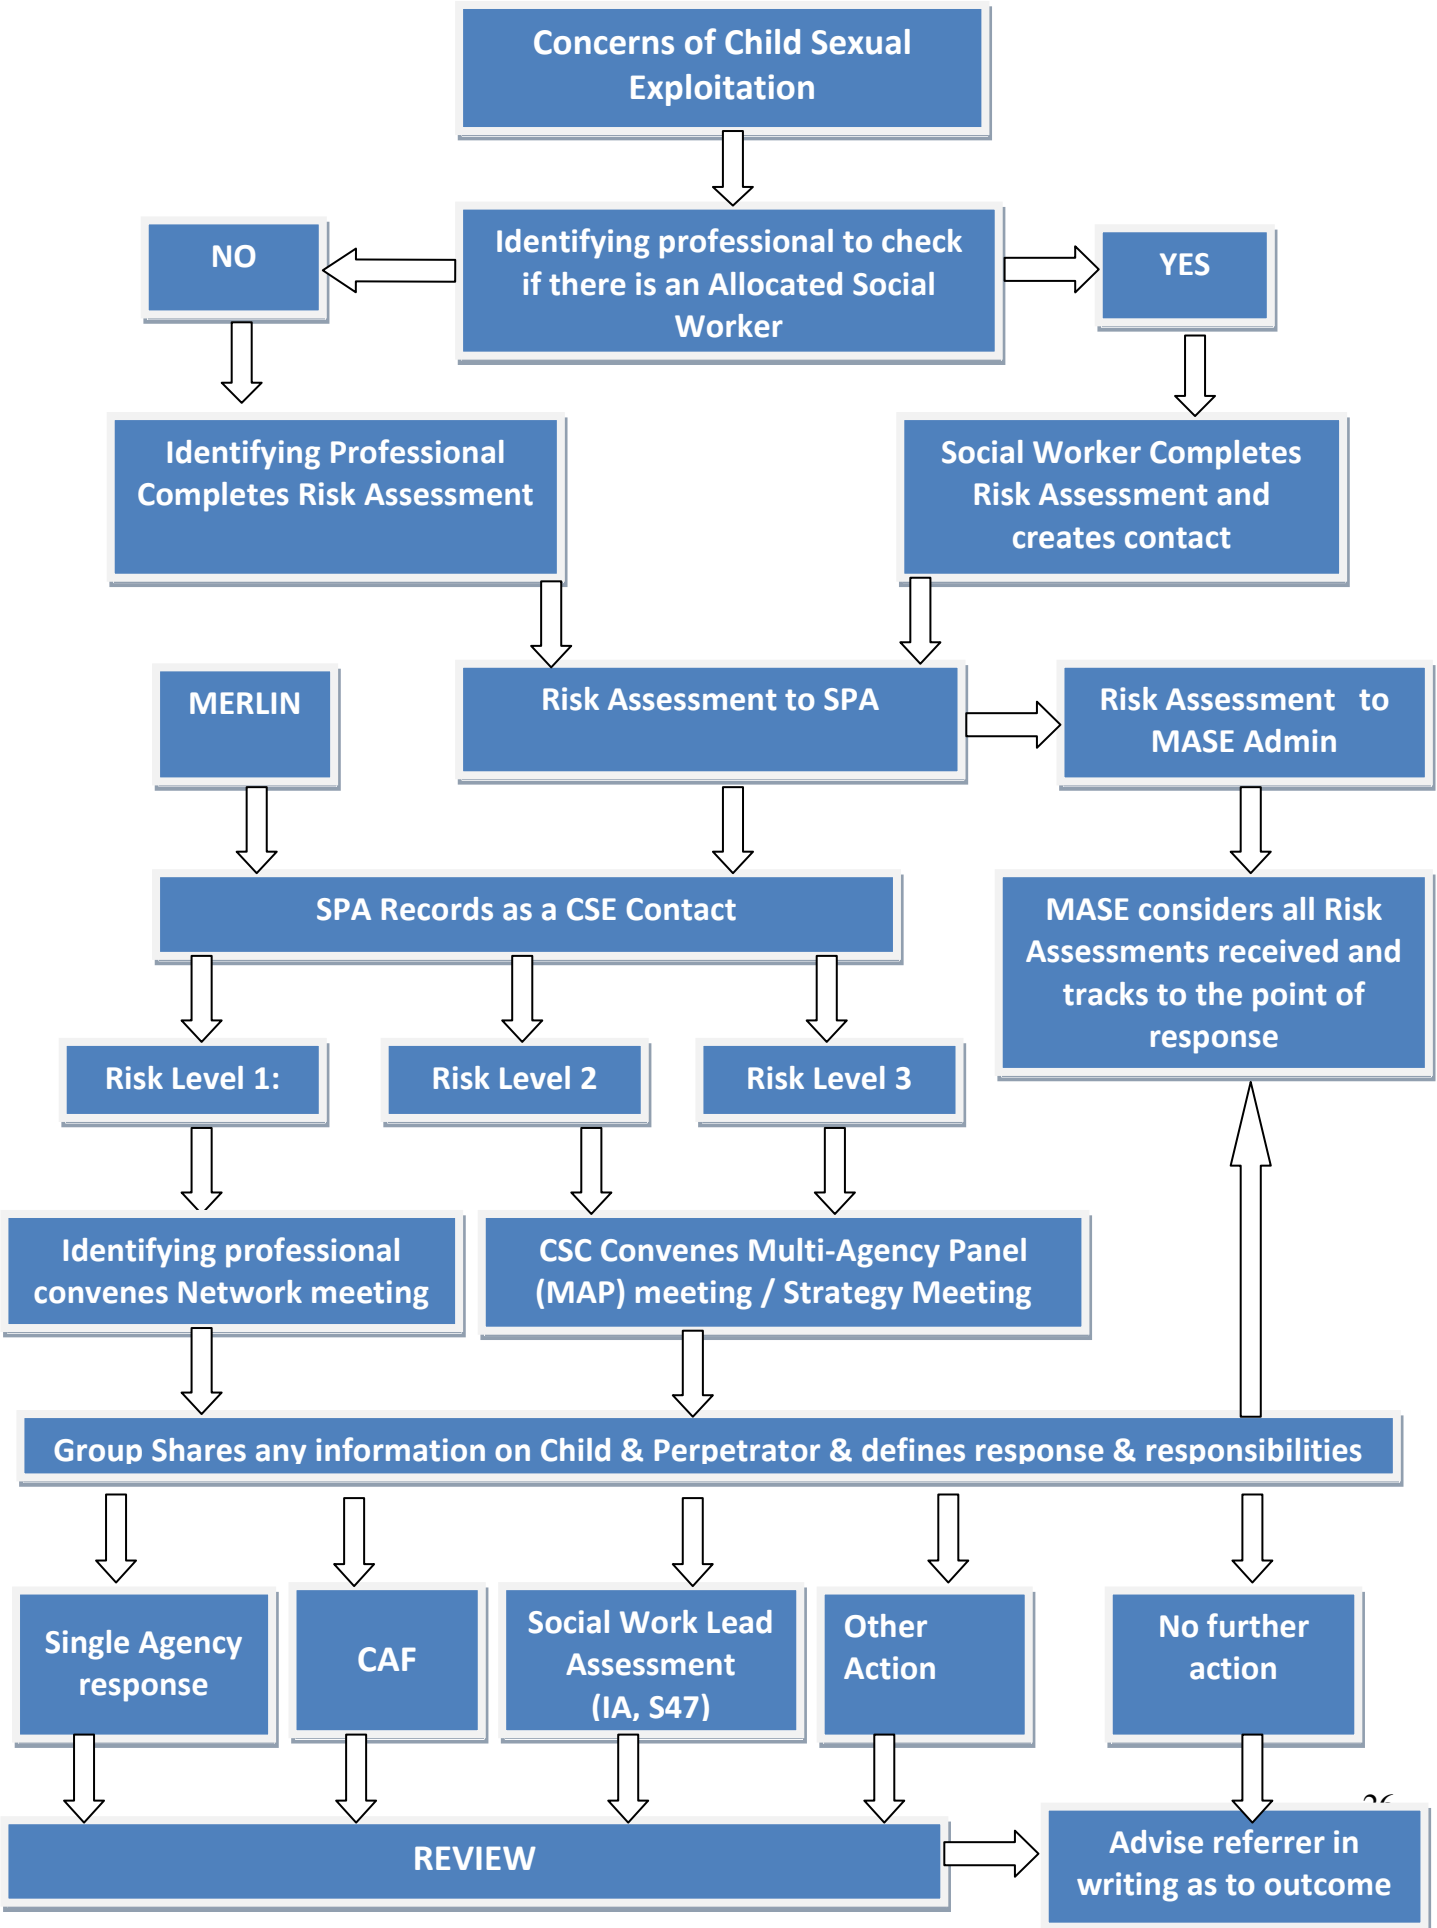 Concerns of Child Sexual
Exploitation
NO
Identifying professional to check
if there is an Allocated Social
Worker
YES
Identifying Professional
Completes Risk Assessment
Social Worker Completes
Risk Assessment and
creates contact
MERLIN
Risk Assessment to SPA
Risk Assessment to
MASE Admin
SPA Records as a CSE Contact
MASE considers all Risk
Assessments received and
tracks to the point of
response
Risk Level 1:
Risk Level 2
Risk Level 3
Identifying professional
convenes Network meeting
CSC Convenes Multi-Agency Panel
(MAP) meeting / Strategy Meeting
Group Shares any information on Child & Perpetrator & defines response & responsibilities
Single Agency
response
CAF
Social Work Lead
Assessment
(IA, S47)
Other
Action
No further
action
REVIEW
Advise referrer in
writing as to outcome